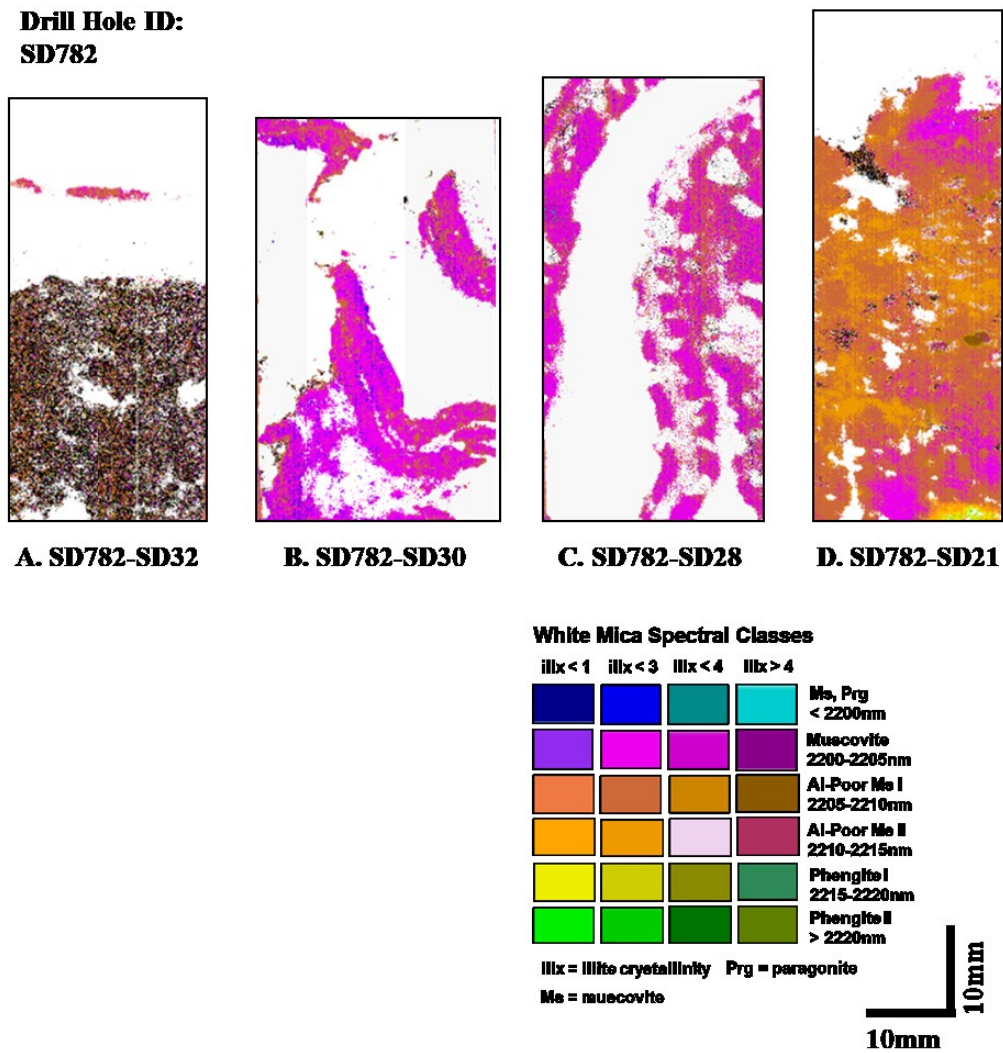 Drill Hole ID:
SD782
A. SD782-SD32
B. SD782-SD30
C. SD782-SD28
D. SD782-SD21
White Mica Spectral Classes
illx < 1 illx < 3 Illx < 4 Illx > 4
Ms, Prg
< 2200nm
Muscovite
2200-2205nm
Al-Poor Ms I
2205-2210nm
Al-Poor Ms II
2210-2215nm
Phengite I
2215-2220nm
Phengite II
> 2220nm
Illx = Illite crystallinity Prg = paragonite
Ms = muscovite
10mm
10mm